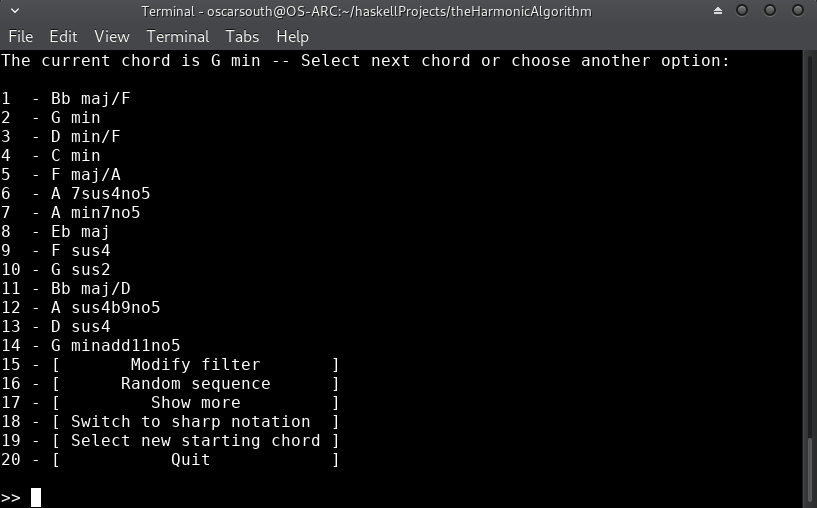 Terminal - oscarsouth@OS-ARC:~/haskellProjects/theHarmonicAlgorithm
File Edit View Terminal Tabs Help
The current chord is G min -- Select next chord or choose another option:
1  - Bb maj/F
2  - G min
3  - D min/F
4  - C min
5  - F maj/A
6  - A 7sus4no5
7  - A min7no5
8  - Eb maj
9  - F sus4
10 - G sus2
11 - Bb maj/D
12 - A sus4b9no5
13 - D sus4
14 - G minadd11no5
15 - [       Modify filter       ]
16 - [      Random sequence      ]
17 - [         Show more         ]
18 - [ Switch to sharp notation  ]
19 - [ Select new starting chord ]
20 - [           Quit            ]
>>